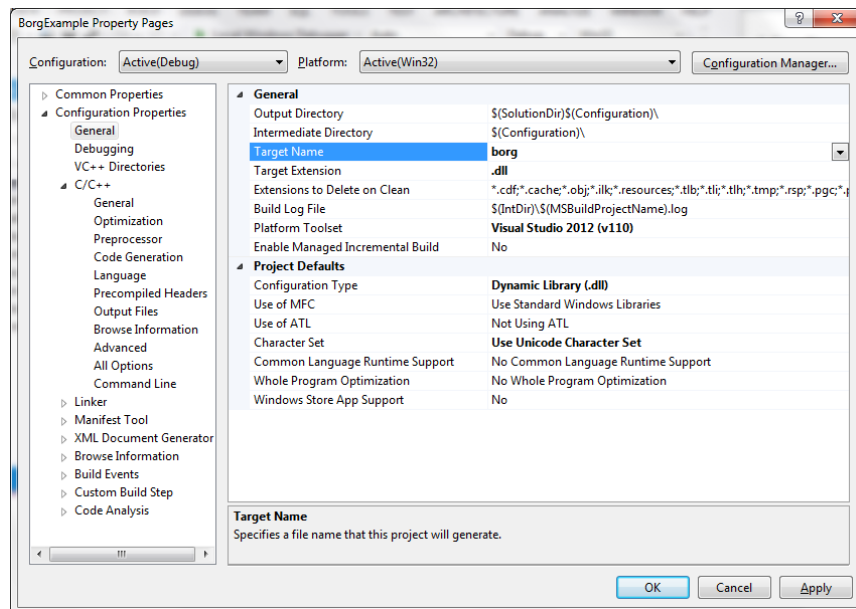 BorgExample Property Pages
Configuration: Active(Debug) Platform: Active(Win32) Configuration Manager...
Common Properties
Configuration Properties
General
Debugging
VC++ Directories
C/C++
General
Optimization
Preprocessor
Code Generation
Language
Precompiled Headers
Output Files
Browse Information
Advanced
All Options
Command Line
Linker
Manifest Tool
XML Document Generator
Browse Information
Build Events
Custom Build Step
Code Analysis
General
Output Directory $(SolutionDir)$(Configuration)\
Intermediate Directory $(Configuration)\
Target Name borg
Target Extension .dll
Extensions to Delete on Clean *.cdf;*.cache;*.obj;*.ilk;*.resources;*.tlb;*.tli;*.tlh;*.tmp;*.rsp;*.pgc;*.p
Build Log File $(IntDir)\$(MSBuildProjectName).log
Platform Toolset Visual Studio 2012 (v110)
Enable Managed Incremental Build No
Project Defaults
Configuration Type Dynamic Library (.dll)
Use of MFC Use Standard Windows Libraries
Use of ATL Not Using ATL
Character Set Use Unicode Character Set
Common Language Runtime Support No Common Language Runtime Support
Whole Program Optimization No Whole Program Optimization
Windows Store App Support No
Target Name
Specifies a file name that this project will generate.
OK Cancel Apply